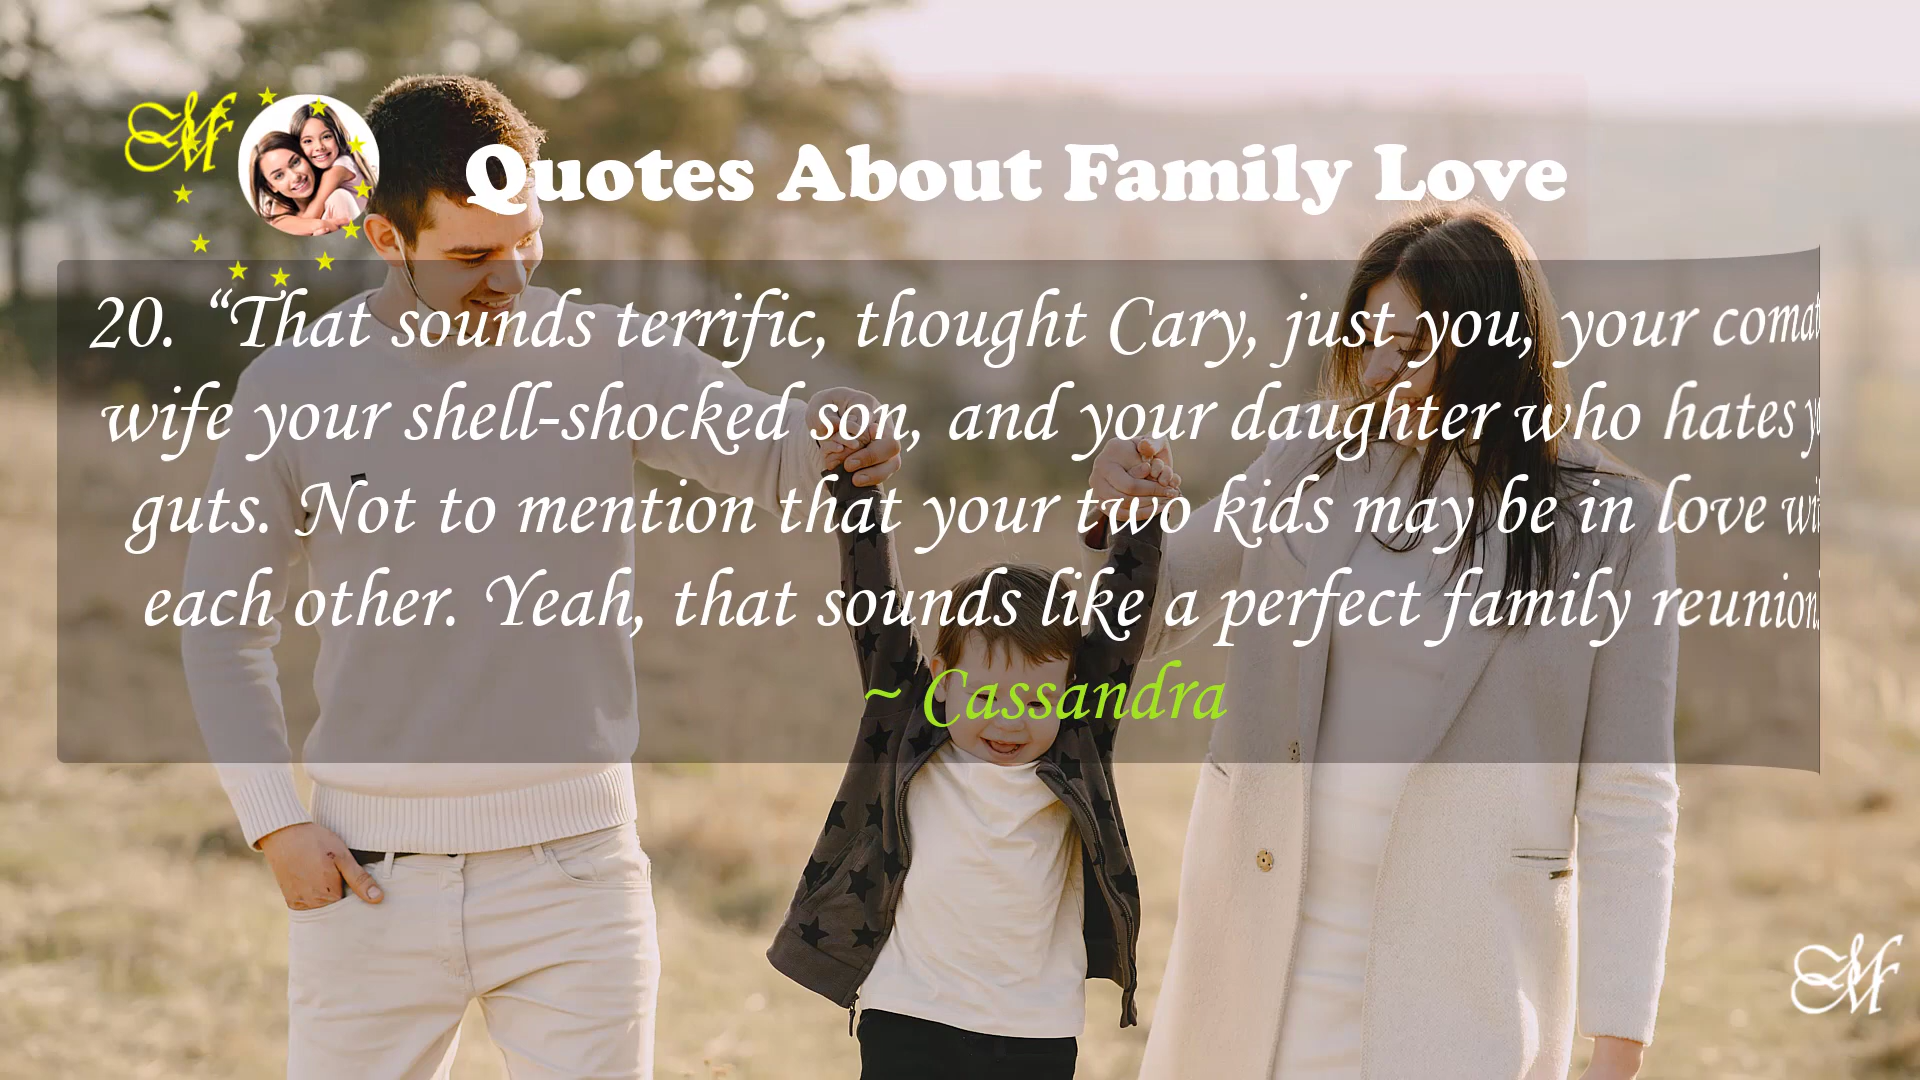 M
Quotes About Family Love
20. “That sounds terrific, thought Cary, just you, your
wife your shell-shocked son, and your daughter who hates
guts. Not to mention that your two kids may be in love
each other. Yeah, that sounds like a perfect family reunion
~ Cassandra
M